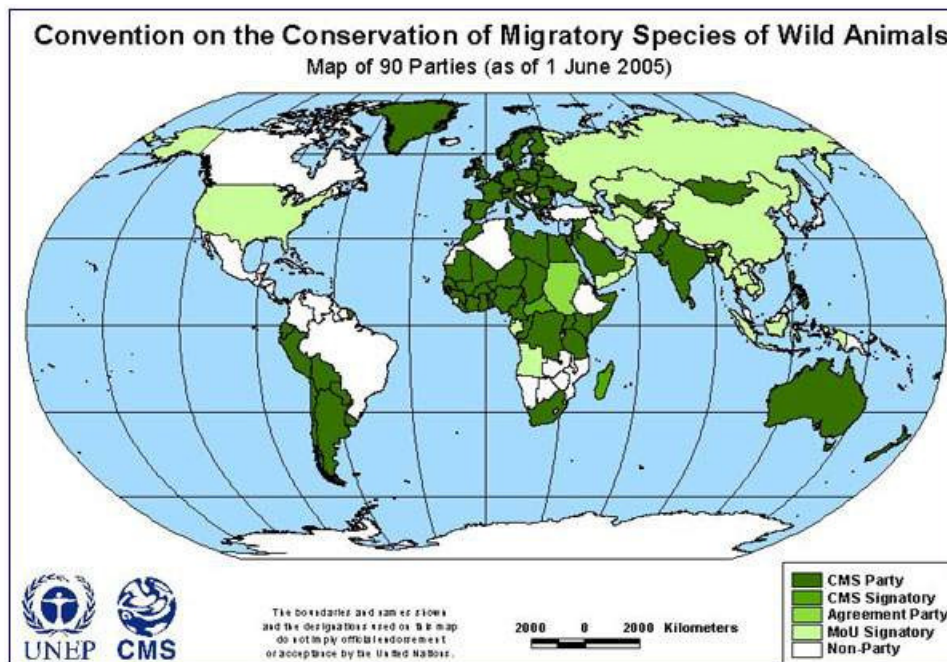 Convention on the Conservation of Migratory Species of Wild Animals
Map of 90 Parties (as of 1 June 2005)
UNEP
CMS
The boundaries and names shown
and the designations used on this map
do not imply official endorsement
or acceptance by the United Nations.
2000 0 2000 Kilometers
CMS Party
CMS Signatory
Agreement Party
MoU Signatory
Non-Party